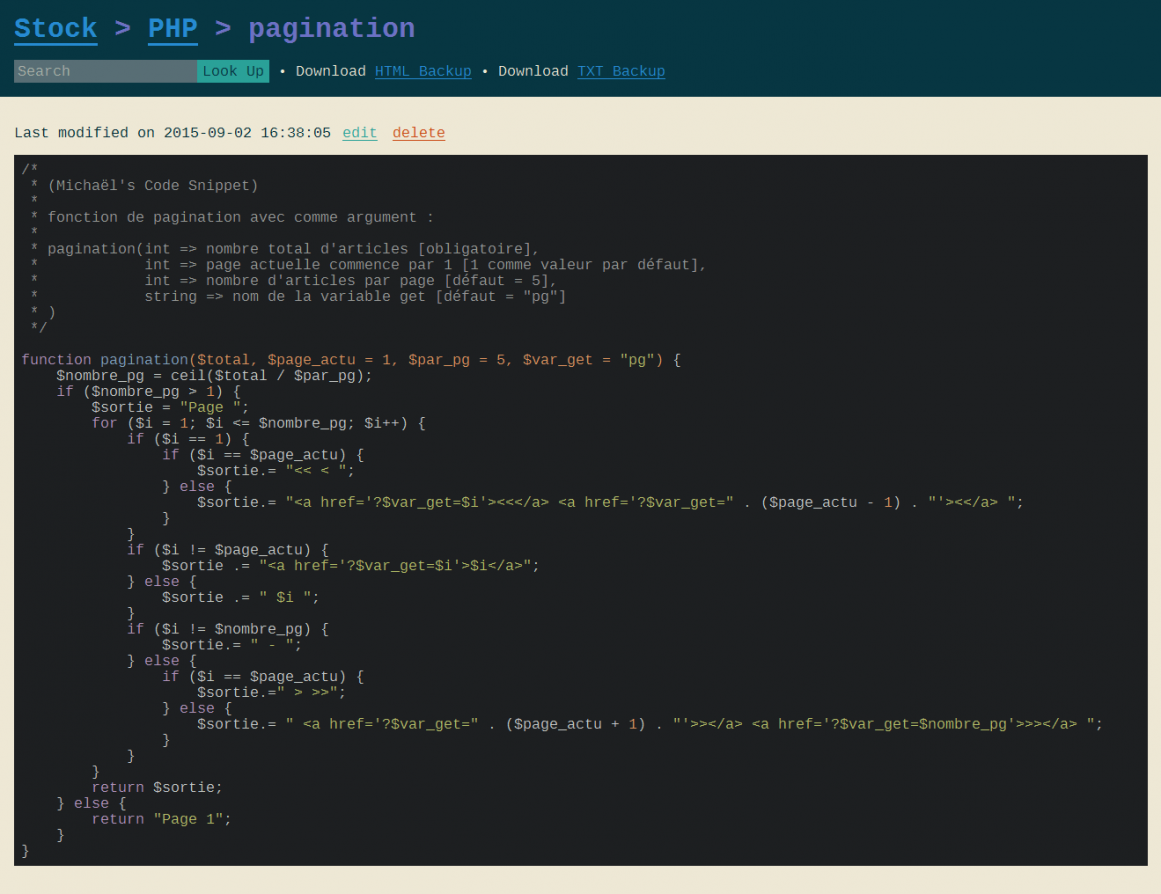 Stock > PHP > pagination
Search Look Up • Download HTML Backup • Download TXT Backup
Last modified on 2015-09-02 16:38:05 edit delete
/*
 * (Michaël's Code Snippet)
 *
 * fonction de pagination avec comme argument :
 *
 * pagination(int => nombre total d'articles [obligatoire],
 *            int => page actuelle commence par 1 [1 comme valeur par défaut],
 *            int => nombre d'articles par page [défaut = 5],
 *            string => nom de la variable get [défaut = "pg"]
 * )
 */
function pagination($total, $page_actu = 1, $par_pg = 5, $var_get = "pg") {
    $nombre_pg = ceil($total / $par_pg);
    if ($nombre_pg > 1) {
        $sortie = "Page ";
        for ($i = 1; $i <= $nombre_pg; $i++) {
            if ($i == 1) {
                if ($i == $page_actu) {
                    $sortie.= "<< < ";
                } else {
                    $sortie.= "<a href='?$var_get=$i'><<</a> <a href='?$var_get=" . ($page_actu - 1) . "'><</a> ";
                }
            }
            if ($i != $page_actu) {
                $sortie .= "<a href='?$var_get=$i'>$i</a>";
            } else {
                $sortie .= " $i ";
            }
            if ($i != $nombre_pg) {
                $sortie.= " - ";
            } else {
                if ($i == $page_actu) {
                    $sortie.=" > >>";
                } else {
                    $sortie.= " <a href='?$var_get=" . ($page_actu + 1) . "'>></a> <a href='?$var_get=$nombre_pg'>>></a> ";
                }
            }
        }
        return $sortie;
    } else {
        return "Page 1";
    }
}